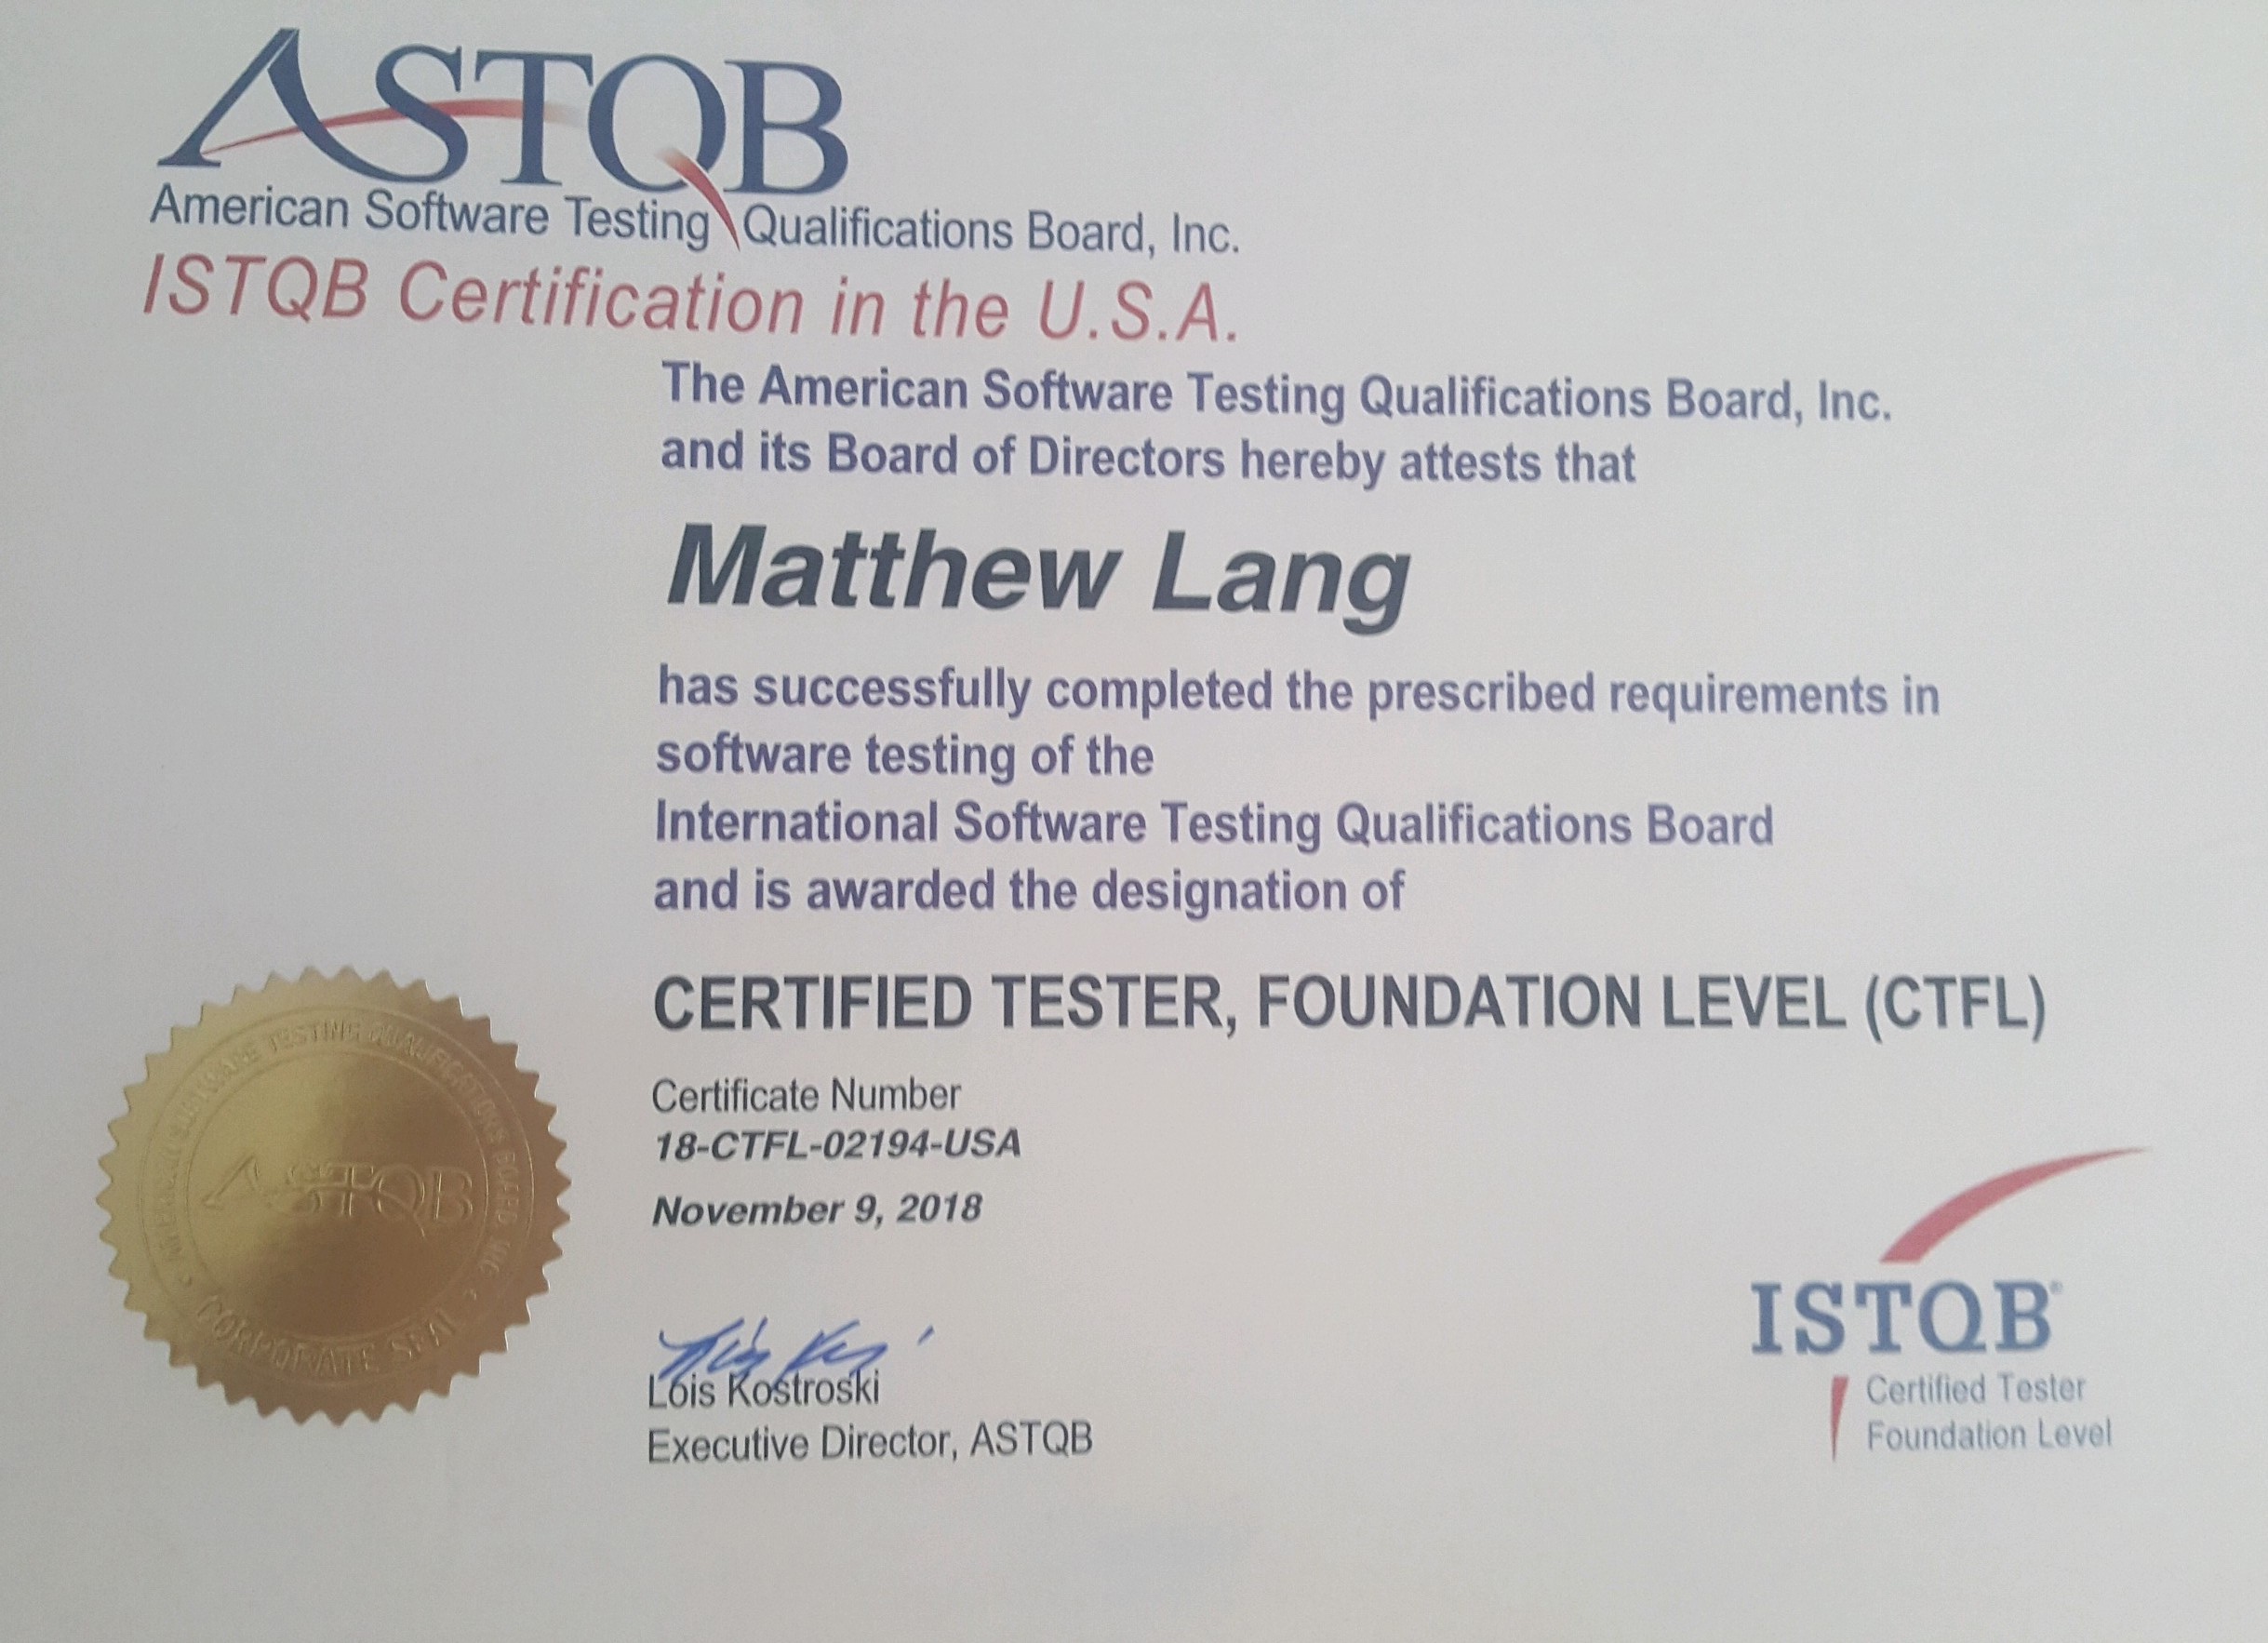 ASTQB
American Software Testing Qualifications Board, Inc.
ISTQB Certification in the U.S.A.
The American Software Testing Qualifications Board, Inc.
and its Board of Directors hereby attests that
Matthew Lang
has successfully completed the prescribed requirements in
software testing of the
International Software Testing Qualifications Board
and is awarded the designation of
CERTIFIED TESTER, FOUNDATION LEVEL (CTFL)
Certificate Number
18-CTFL-02194-USA
November 9, 2018
Lois Kostroski
Executive Director, ASTQB
AMERICAN SOFTWARE TESTING QUALIFICATIONS BOARD, INC.
ASTQB
CORPORATE SEAL
ISTQB®
Certified Tester
Foundation Level